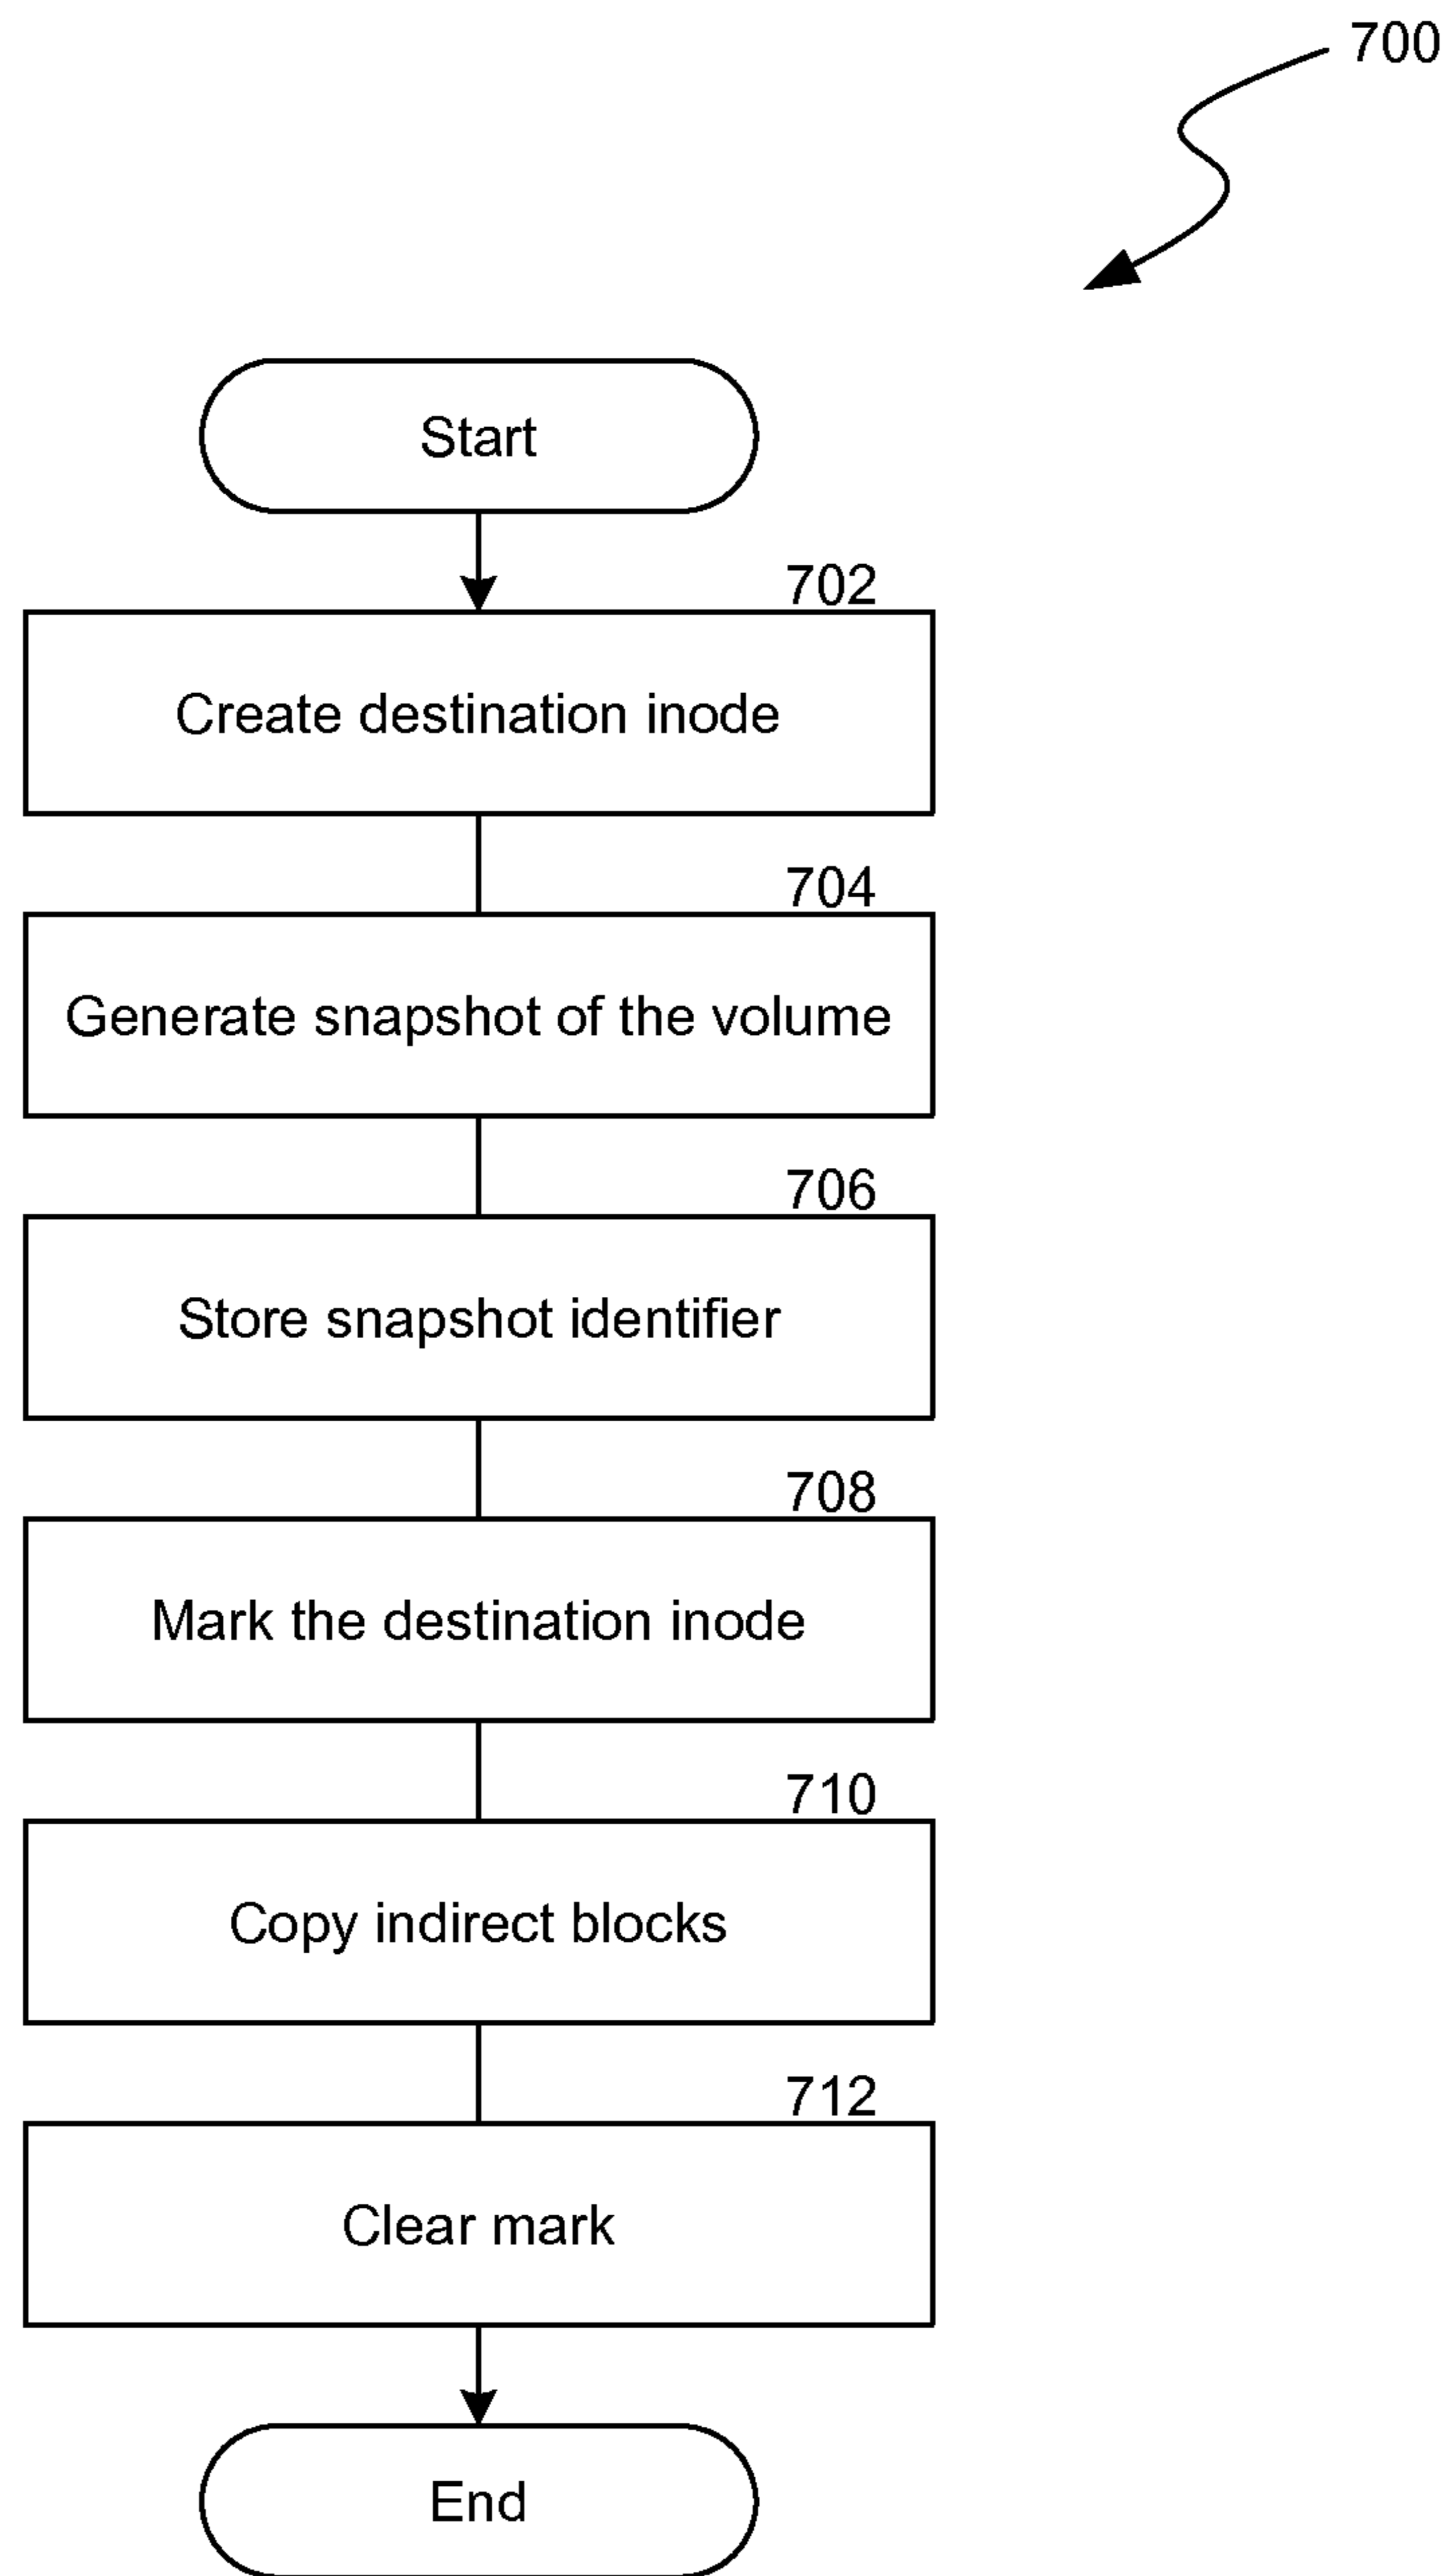 700
Start
702
Create destination inode
704
Generate snapshot of the volume
706
Store snapshot identifier
708
Mark the destination inode
710
Copy indirect blocks
712
Clear mark
End